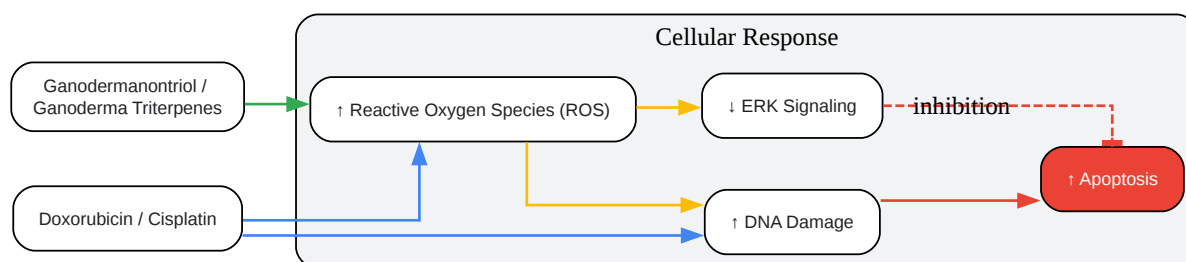 Cellular Response
Ganodermanontriol /
Ganoderma Triterpenes
↑ Reactive Oxygen Species (ROS)
↓ ERK Signaling
inhibition
↑ Apoptosis
Doxorubicin / Cisplatin
↑ DNA Damage